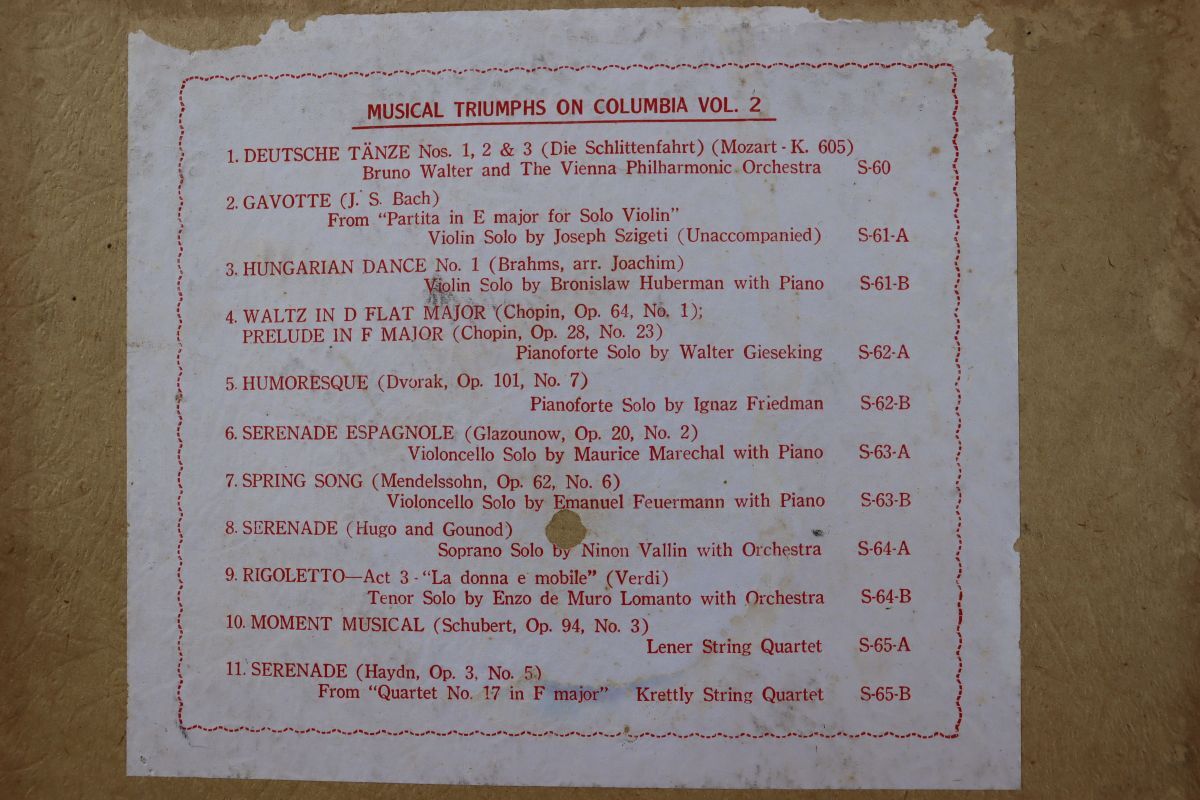 MUSICAL TRIUMPHS ON COLUMBIA VOL. 2
1. DEUTSCHE TÄNZE Nos. 1, 2 & 3 (Die Schlittenfahrt) (Mozart - K. 605)
Bruno Walter and The Vienna Philharmonic Orchestra S-60
2. GAVOTTE (J. S. Bach)
From “Partita in E major for Solo Violin”
Violin Solo by Joseph Szigeti (Unaccompanied) S-61-A
3. HUNGARIAN DANCE No. 1 (Brahms, arr. Joachim)
Violin Solo by Bronislaw Huberman with Piano S-61-B
4. WALTZ IN D FLAT MAJOR (Chopin, Op. 64, No. 1);
PRELUDE IN F MAJOR (Chopin, Op. 28, No. 23)
Pianoforte Solo by Walter Gieseking S-62-A
5. HUMORESQUE (Dvorak, Op. 101, No. 7)
Pianoforte Solo by Ignaz Friedman S-62-B
6. SERENADE ESPAGNOLE (Glazounow, Op. 20, No. 2)
Violoncello Solo by Maurice Marechal with Piano S-63-A
7. SPRING SONG (Mendelssohn, Op. 62, No. 6)
Violoncello Solo by Emanuel Feuermann with Piano S-63-B
8. SERENADE (Hugo and Gounod)
Soprano Solo by Ninon Vallin with Orchestra S-64-A
9. RIGOLETTO—Act 3 - “La donna e mobile” (Verdi)
Tenor Solo by Enzo de Muro Lomanto with Orchestra S-64-B
10. MOMENT MUSICAL (Schubert, Op. 94, No. 3)
Lener String Quartet S-65-A
11. SERENADE (Haydn, Op. 3, No. 5)
From “Quartet No. 17 in F major” Krettly String Quartet S-65-B